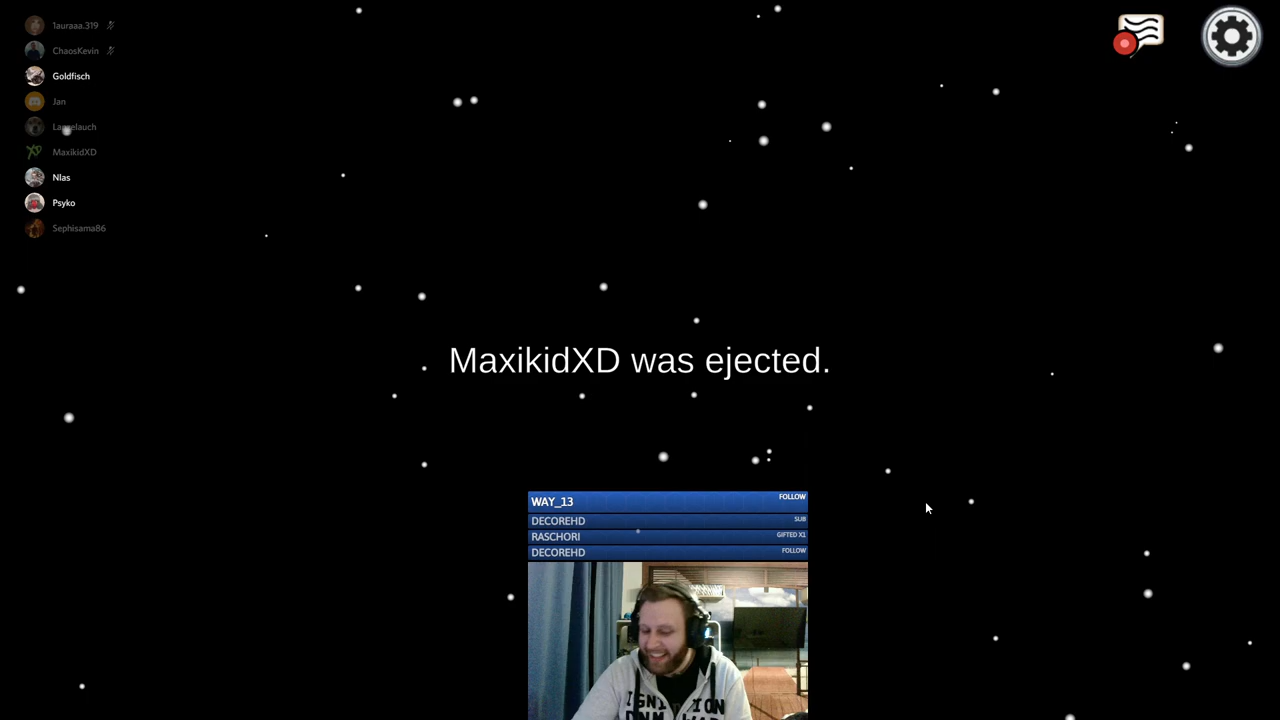 1auraaa.319
ChaosKevin
Goldfisch
Jan
MaxikidXD
Nlas
Psyko
Sephisama86
MaxikidXD was ejected.
WAY_13 FOLLOW
DECOREHD SUB
RASCHORI GIFTED X1
DECOREHD FOLLOW
IGNITION